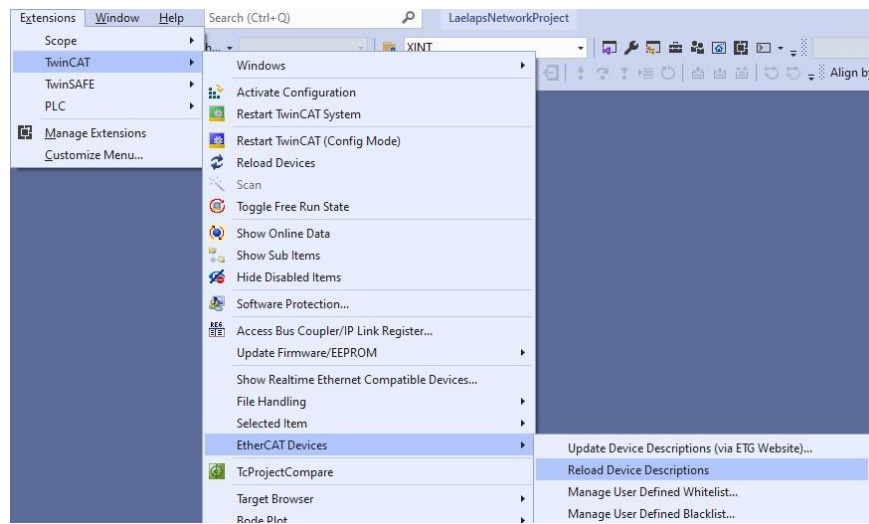 Extensions Window Help Search (Ctrl+Q) LaelapsNetworkProject
Scope
XINT
TwinCAT
TwinSAFE
PLC
Manage Extensions
Customize Menu...
Windows
Activate Configuration
Restart TwinCAT System
Restart TwinCAT (Config Mode)
Reload Devices
Scan
Toggle Free Run State
Show Online Data
Show Sub Items
Hide Disabled Items
Software Protection...
Access Bus Coupler/IP Link Register...
Update Firmware/EEPROM
Show Realtime Ethernet Compatible Devices...
File Handling
Selected Item
EtherCAT Devices
TcProjectCompare
Target Browser
Bode Plot
Align
Update Device Descriptions (via ETG Website)...
Reload Device Descriptions
Manage User Defined Whitelist...
Manage User Defined Blacklist...